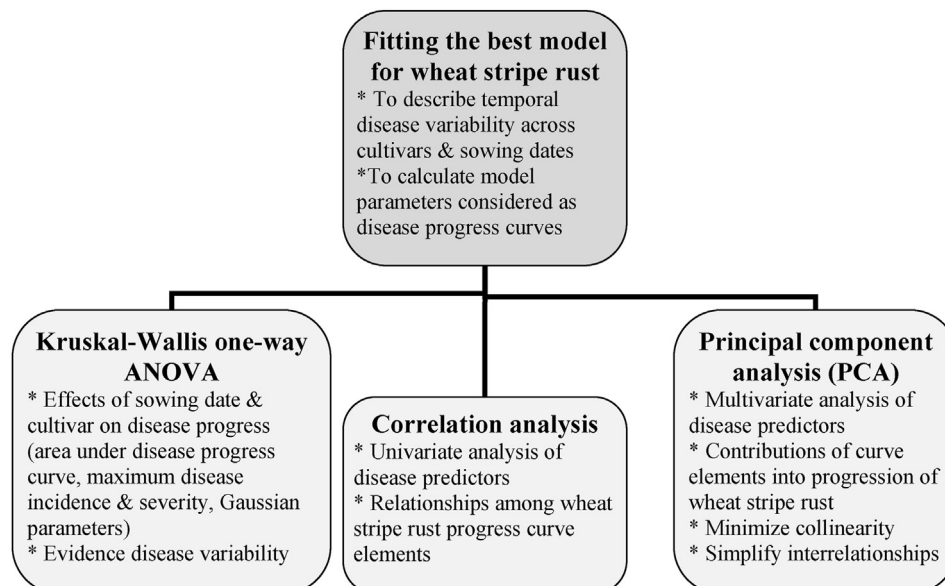 Fitting the best model
for wheat stripe rust
* To describe temporal
disease variability across
cultivars & sowing dates
*To calculate model
parameters considered as
disease progress curves
Kruskal-Wallis one-way
ANOVA
* Effects of sowing date &
cultivar on disease progress
(area under disease progress
curve, maximum disease
incidence & severity, Gaussian
parameters)
* Evidence disease variability
Correlation analysis
* Univariate analysis of
disease predictors
* Relationships among wheat
stripe rust progress curve
elements
Principal component
analysis (PCA)
* Multivariate analysis of
disease predictors
* Contributions of curve
elements into progression of
wheat stripe rust
* Minimize collinearity
* Simplify interrelationships